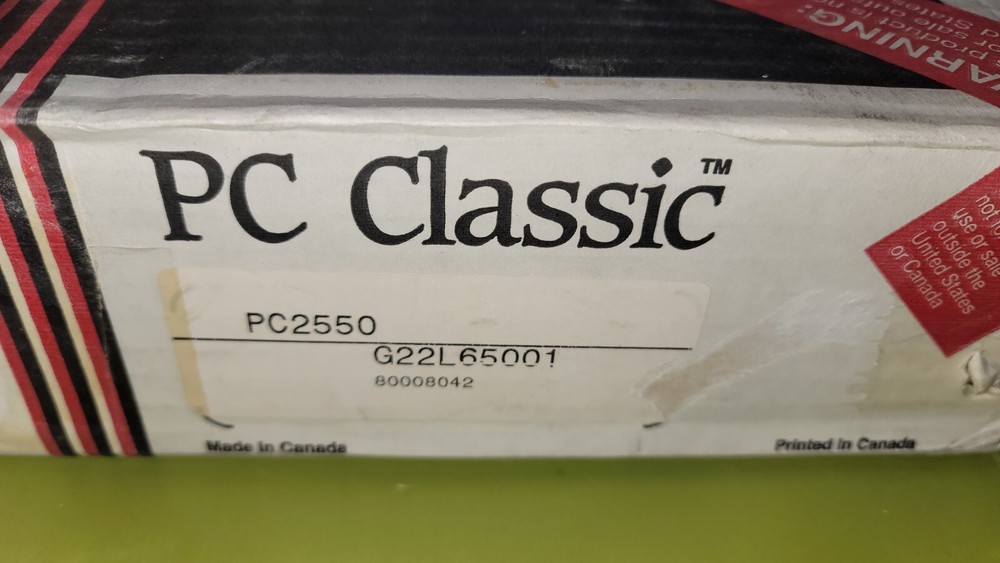 PC Classic™
PC2550
G22L65001
80008042
Made in Canada
Printed in Canada
WARNING:
not
use or sale
outside the
United States
or Canada